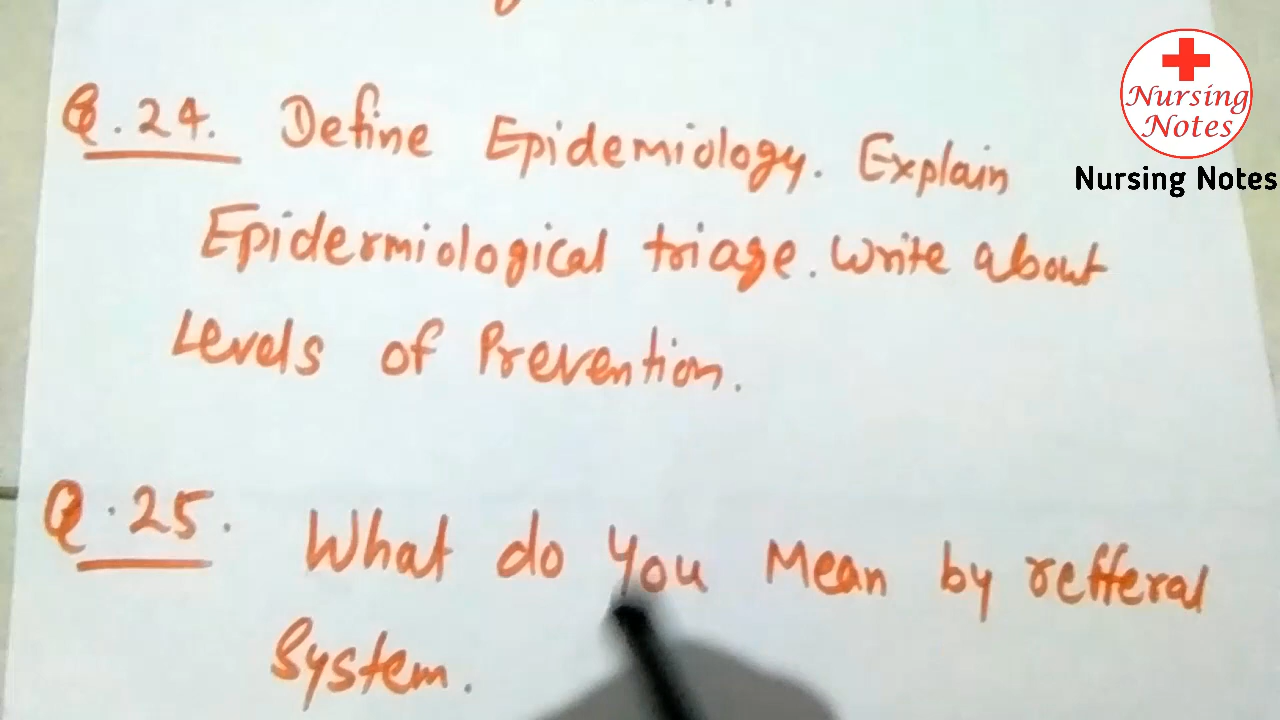 Q.24. Define Epidemiology. Explain
Epidermiological triage. Write about
Levels of Prevention.
Q.25. What do you Mean by refferal
System.
Nursing
Notes
Nursing Notes